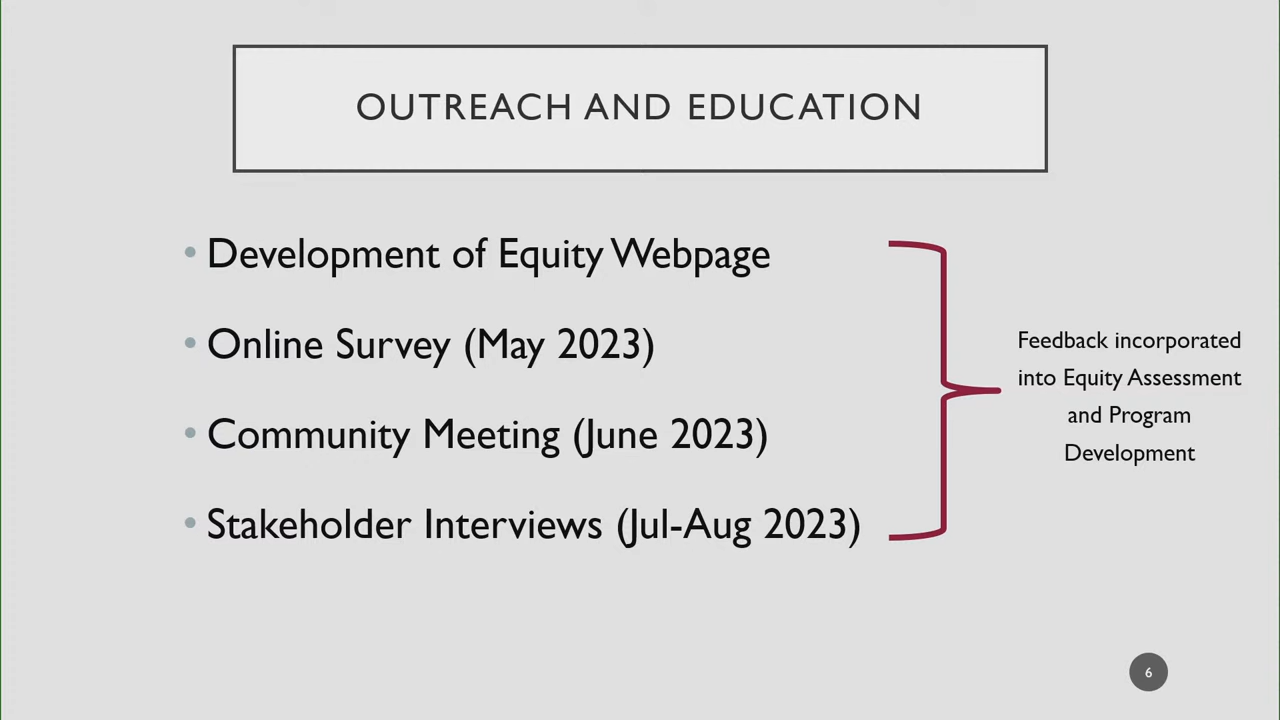 OUTREACH AND EDUCATION
• Development of Equity Webpage
• Online Survey (May 2023)
• Community Meeting (June 2023)
• Stakeholder Interviews (Jul-Aug 2023)
Feedback incorporated
into Equity Assessment
and Program
Development
6